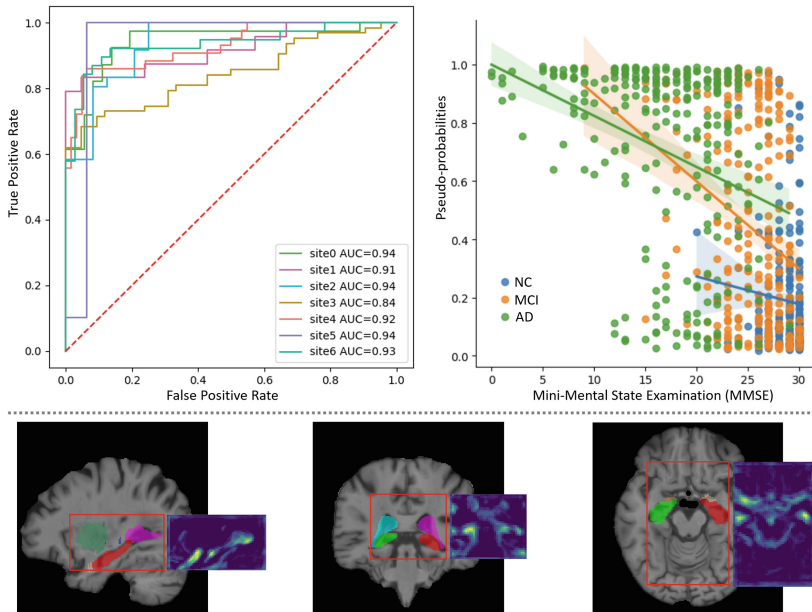 True Positive Rate
1.0
0.8
0.6
0.4
0.2
0.0
site0 AUC=0.94
site1 AUC=0.91
site2 AUC=0.94
site3 AUC=0.84
site4 AUC=0.92
site5 AUC=0.94
site6 AUC=0.93
0.0 0.2 0.4 0.6 0.8 1.0
False Positive Rate
Pseudo-probabilities
1.0
0.8
0.6
0.4
0.2
0.0
NC
MCI
AD
0 5 10 15 20 25 30
Mini-Mental State Examination (MMSE)